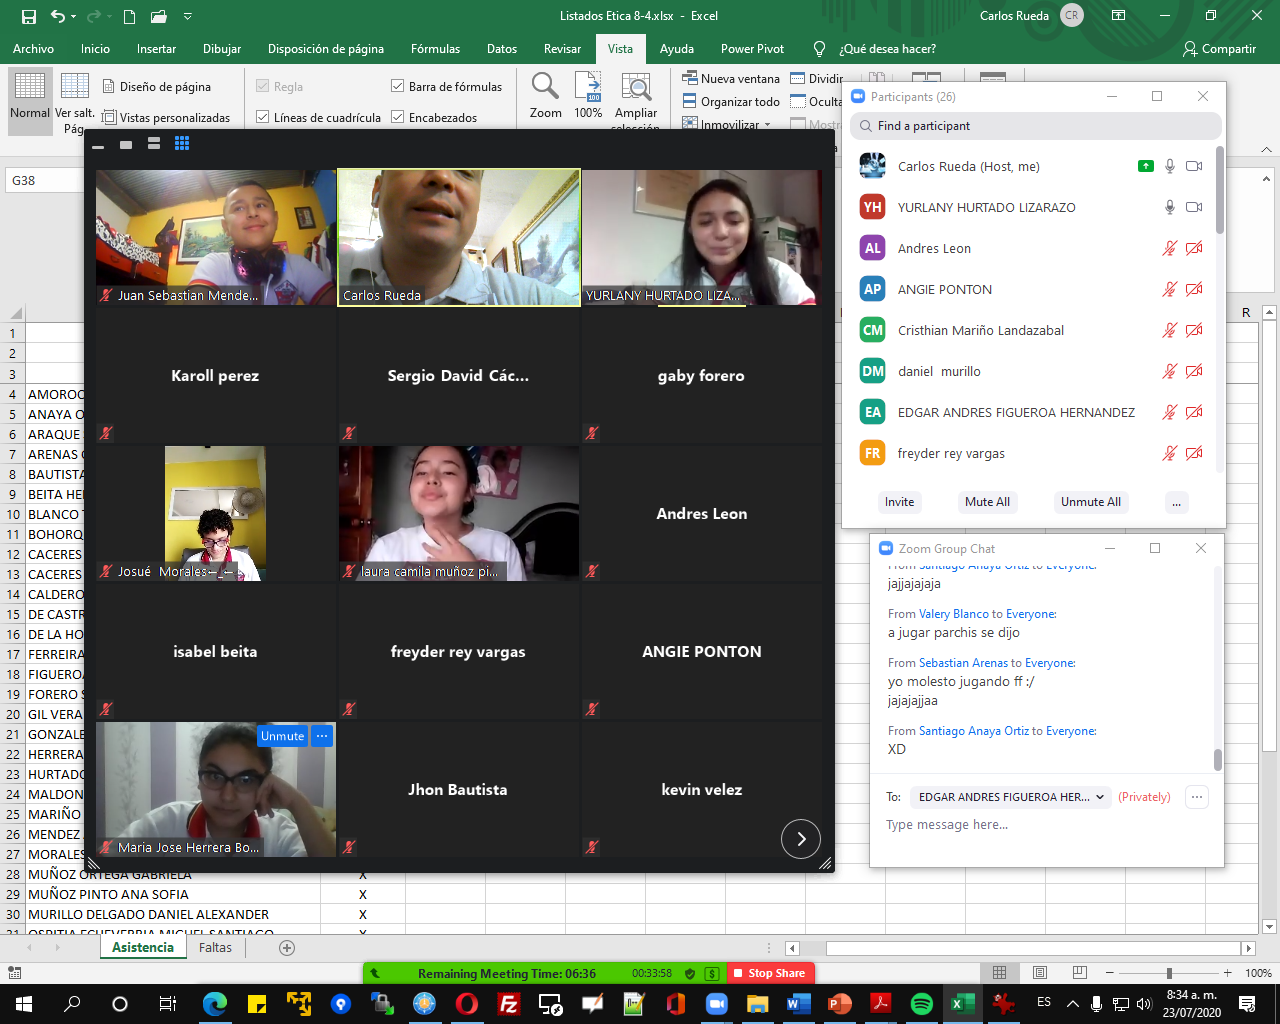 Listados Etica 8-4.xlsx - Excel
Carlos Rueda
CR
Archivo Inicio Insertar Dibujar Disposición de página Fórmulas Datos Revisar Vista Ayuda Power Pivot ¿Qué desea hacer? Compartir
Normal
Ver salt. Pág.
Diseño de página
Vistas personalizadas
Regla
Barra de fórmulas
Líneas de cuadrícula
Encabezados
Zoom
100%
Ampliar
selección
Nueva ventana
Organizar todo
Inmovilizar
Dividir
G38
R
1
2
3
4 AMOROC
5 ANAYA O
6 ARAQUE
7 ARENAS
8 BAUTISTA
9 BEITA HE
10 BLANCO
11 BOHORQ
12 CACERES
13 CACERES
14 CALDERO
15 DE CASTR
16 DE LA HO
17 FERREIRA
18 FIGUEROA
19 FORERO S
20 GIL VERA
21 GONZALE
22 HERRERA
23 HURTADO
24 MALDON
25 MARIÑO
26 MENDEZ
27 MORALES
28 MUÑOZ ORTEGA GABRIELA X
29 MUÑOZ PINTO ANA SOFIA X
30 MURILLO DELGADO DANIEL ALEXANDER X
31 OSPITIA ECHEVERRIA MICHEL SANTIAGO X
Juan Sebastian Mende...
Carlos Rueda
YURLANY HURTADO LIZA...
Karoll perez
Sergio David Các...
gaby forero
Josué Morales←_←
laura camila muñoz pi...
Andres Leon
isabel beita
freyder rey vargas
ANGIE PONTON
Unmute ...
Maria Jose Herrera Bo...
Jhon Bautista
kevin velez
Participants (26)
Find a participant
Carlos Rueda (Host, me)
YH YURLANY HURTADO LIZARAZO
AL Andres Leon
AP ANGIE PONTON
CM Cristhian Mariño Landazabal
DM daniel murillo
EA EDGAR ANDRES FIGUEROA HERNANDEZ
FR freyder rey vargas
Invite Mute All Unmute All ...
Zoom Group Chat
From Santiago Anaya Ortiz to Everyone:
jajjajajaja
From Valery Blanco to Everyone:
a jugar parchis se dijo
From Sebastian Arenas to Everyone:
yo molesto jugando ff :/
jajajajjaa
From Santiago Anaya Ortiz to Everyone:
XD
To: EDGAR ANDRES FIGUEROA HER... (Privately) ...
Type message here...
Asistencia Faltas
Remaining Meeting Time: 06:36 00:33:58 Stop Share
100%
ES
8:34 a. m.
23/07/2020